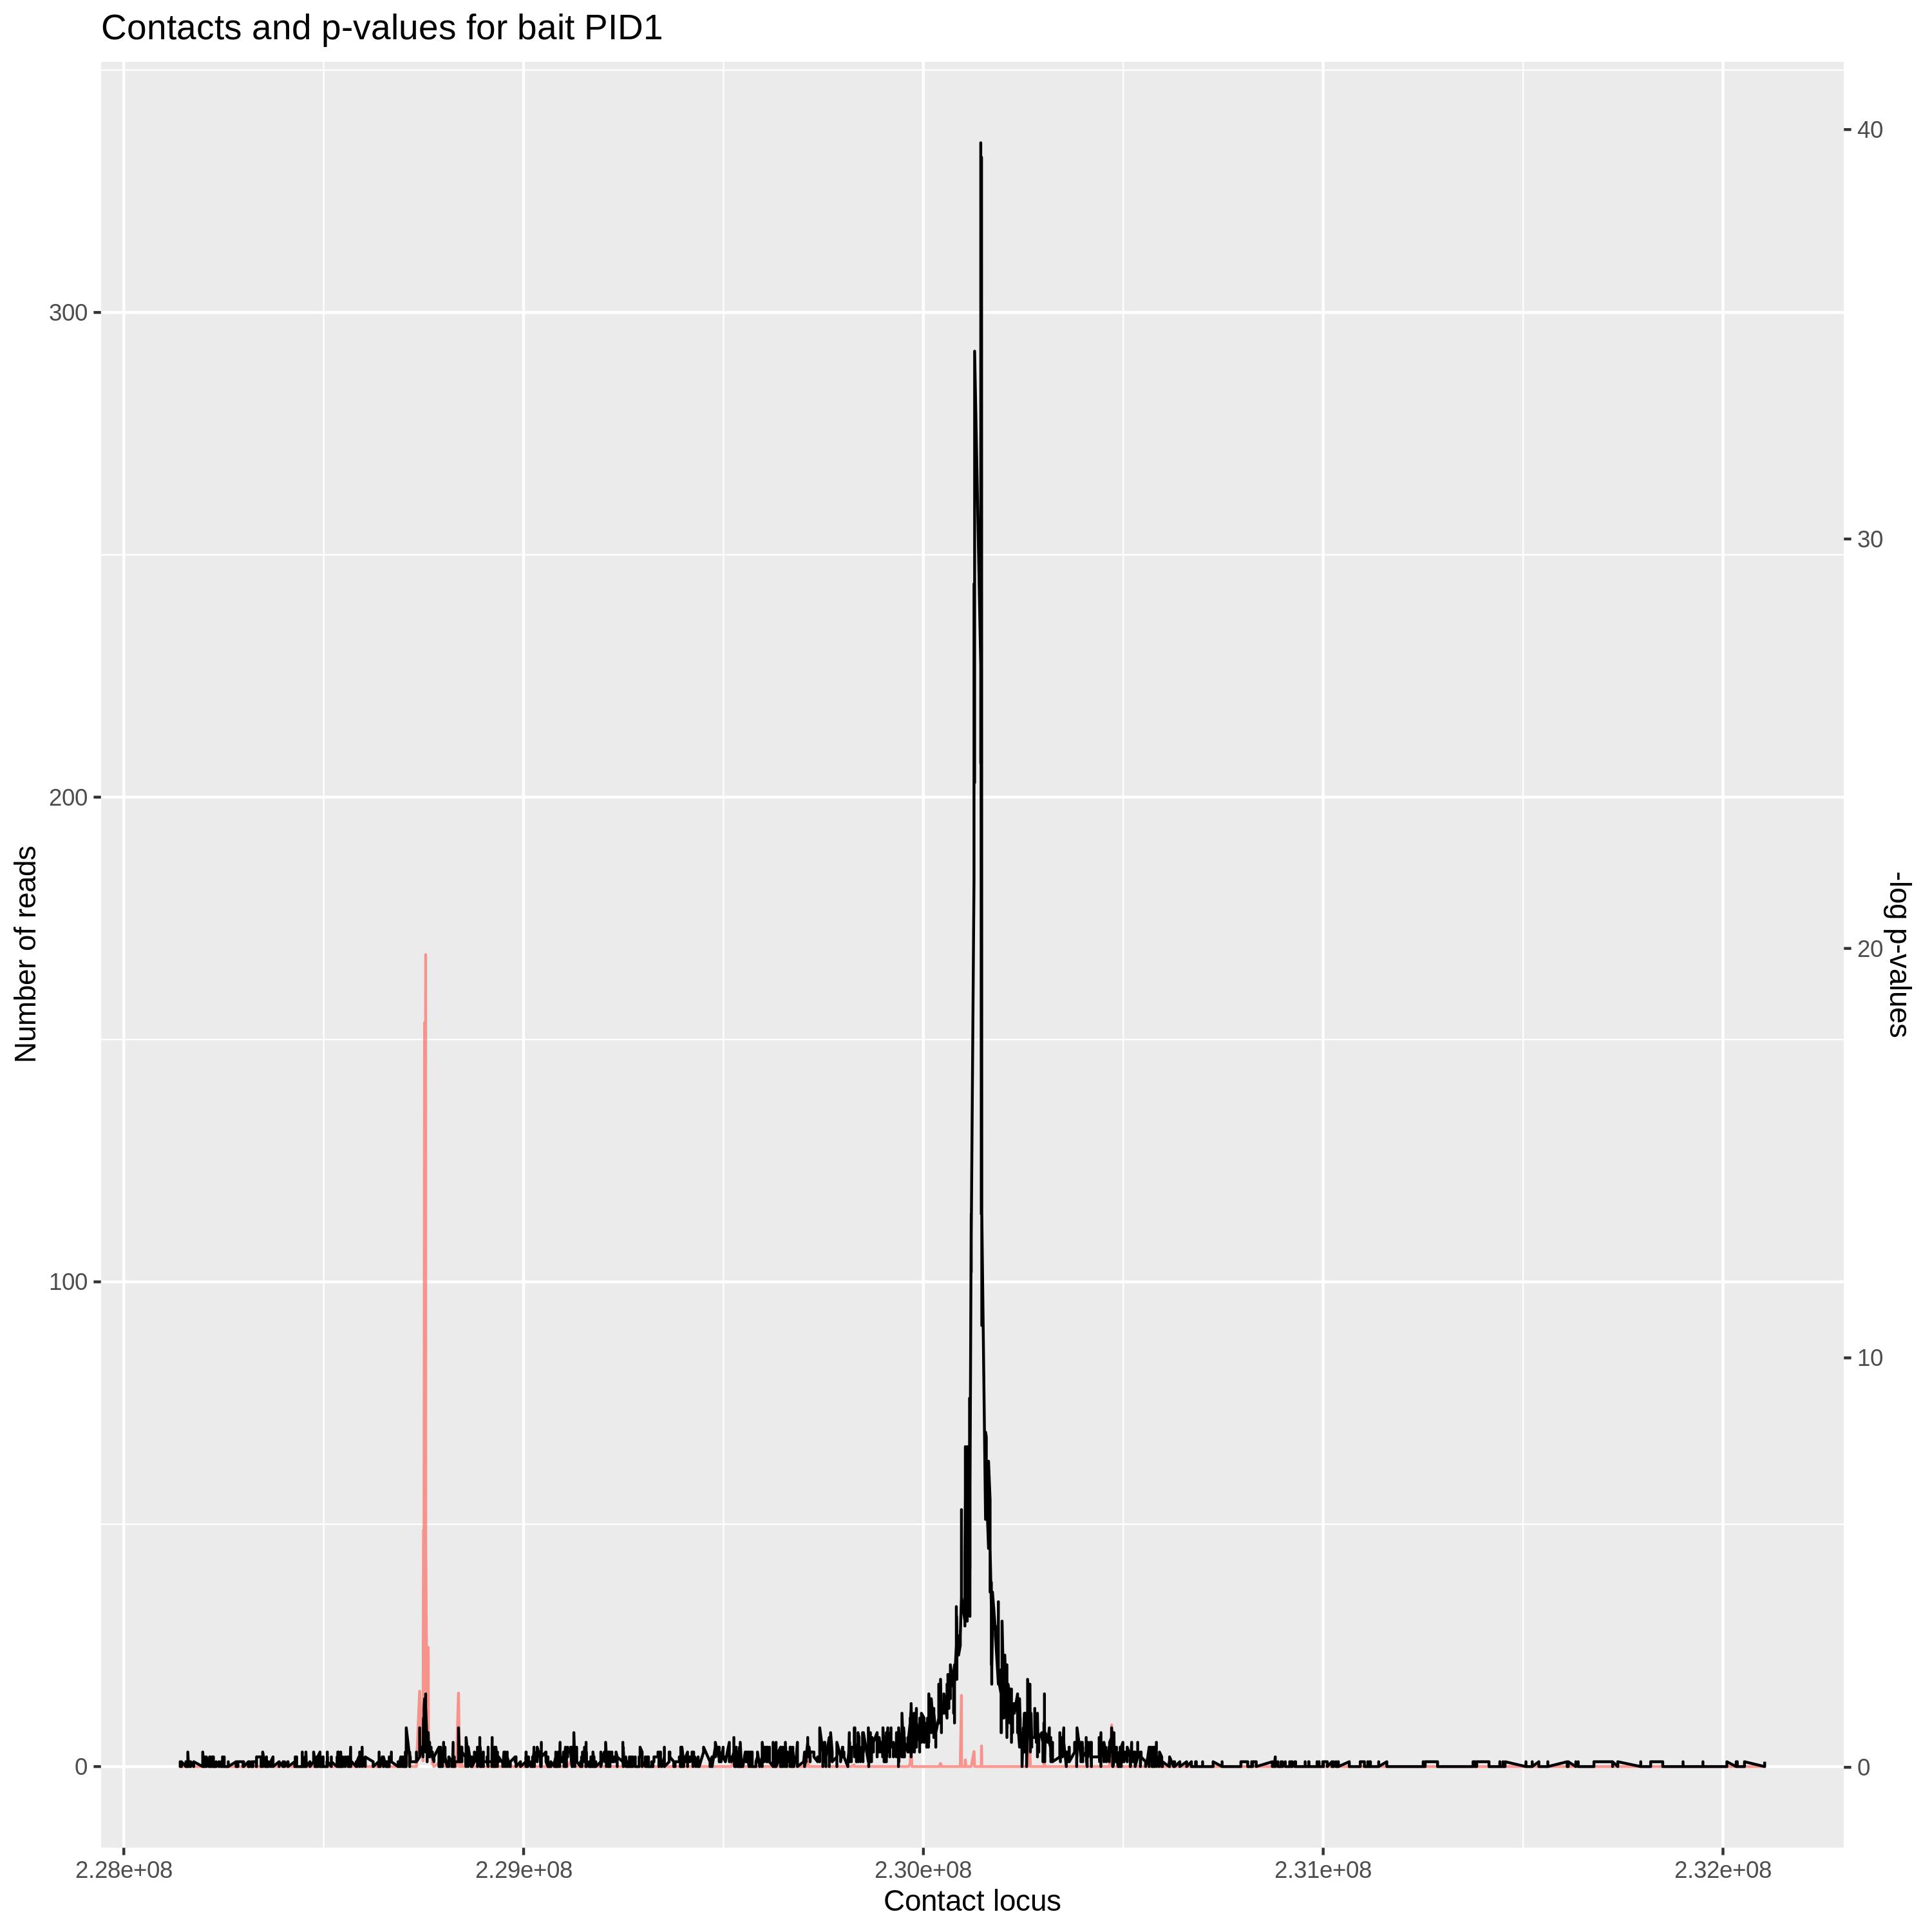 Contacts and p-values for bait PID1
Number of reads
300
200
100
0
40
30
20
10
0
-log p-values
2.28e+08
2.29e+08
2.30e+08
2.31e+08
2.32e+08
Contact locus